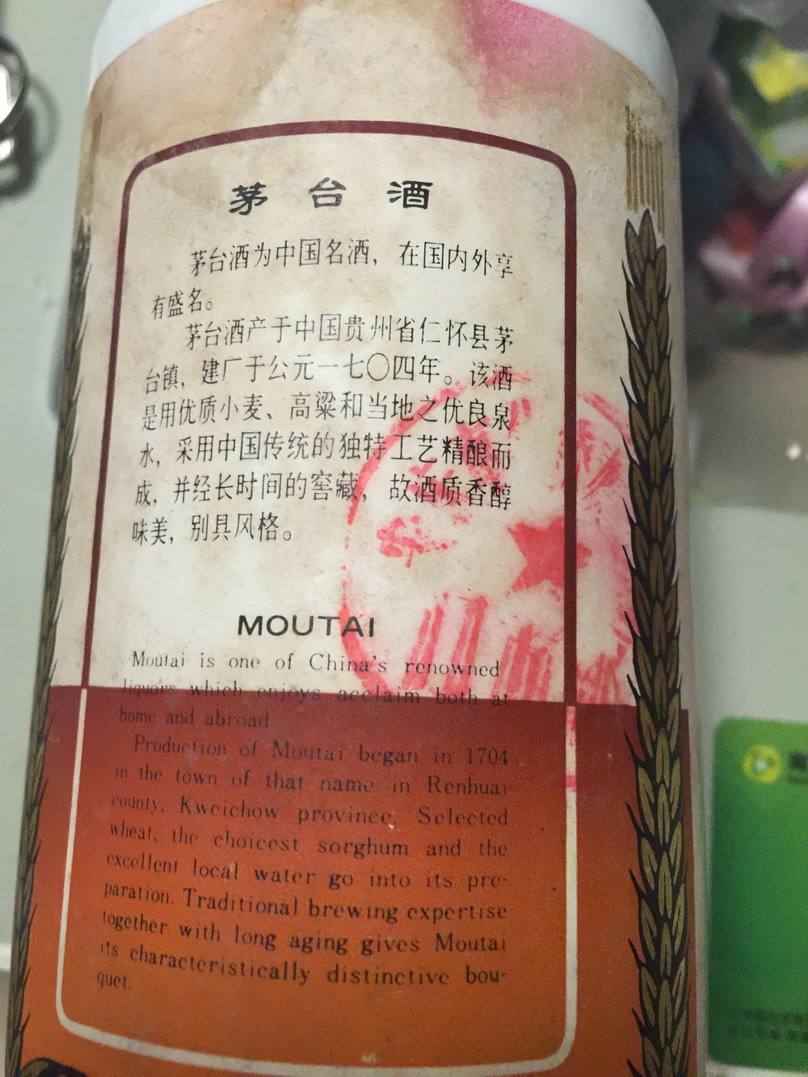 茅台酒
茅台酒为中国名酒，在国内外享
有盛名。
茅台酒产于中国贵州省仁怀县茅
台镇，建厂于公元一七〇四年。该酒
是用优质小麦、高粱和当地之优良泉
水，采用中国传统的独特工艺精酿而
成，并经长时间的窖藏，故酒质香醇
味美，别具风格。
MOUTAI
Moutai is one of China's renowned
liquors which enjoys acclaim both at
home and abroad
Production of Moutai began in 1704
in the town of that name in Renhuai
county, Kweichow province. Selected
wheat, the choicest sorghum and the
excellent local water go into its pre-
paration. Traditional brewing expertise
together with long aging gives Moutai
its characteristically distinctive bou-
quet.